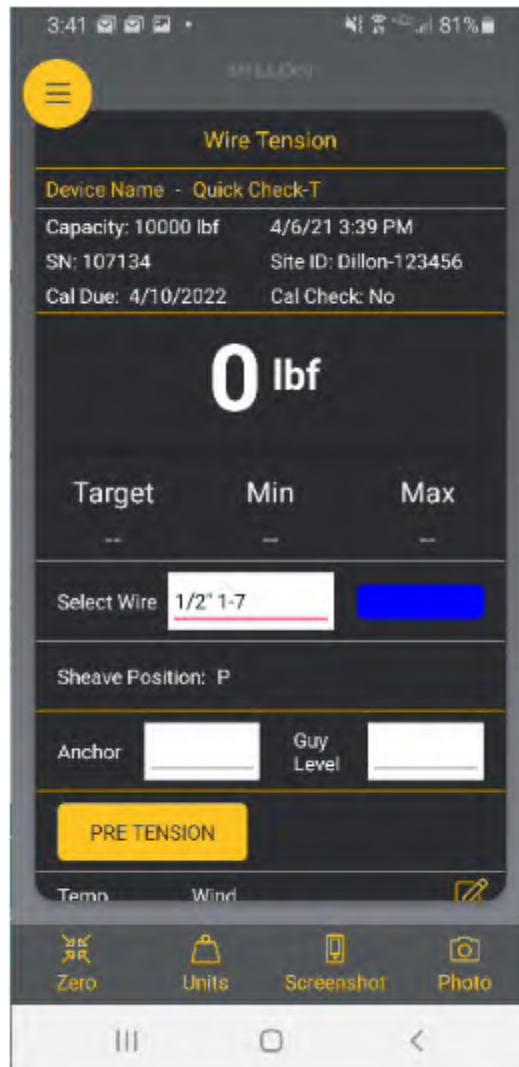 3:41 81%
Wire Tension
Device Name - Quick Check-T
Capacity: 10000 lbf 4/6/21 3:39 PM
SN: 107134 Site ID: Dillon-123456
Cal Due: 4/10/2022 Cal Check: No
0 lbf
Target Min Max
-- -- --
Select Wire 1/2" 1-7
Sheave Position: P
Anchor Guy Level
PRE TENSION
Temp Wind
Zero Units Screenshot Photo